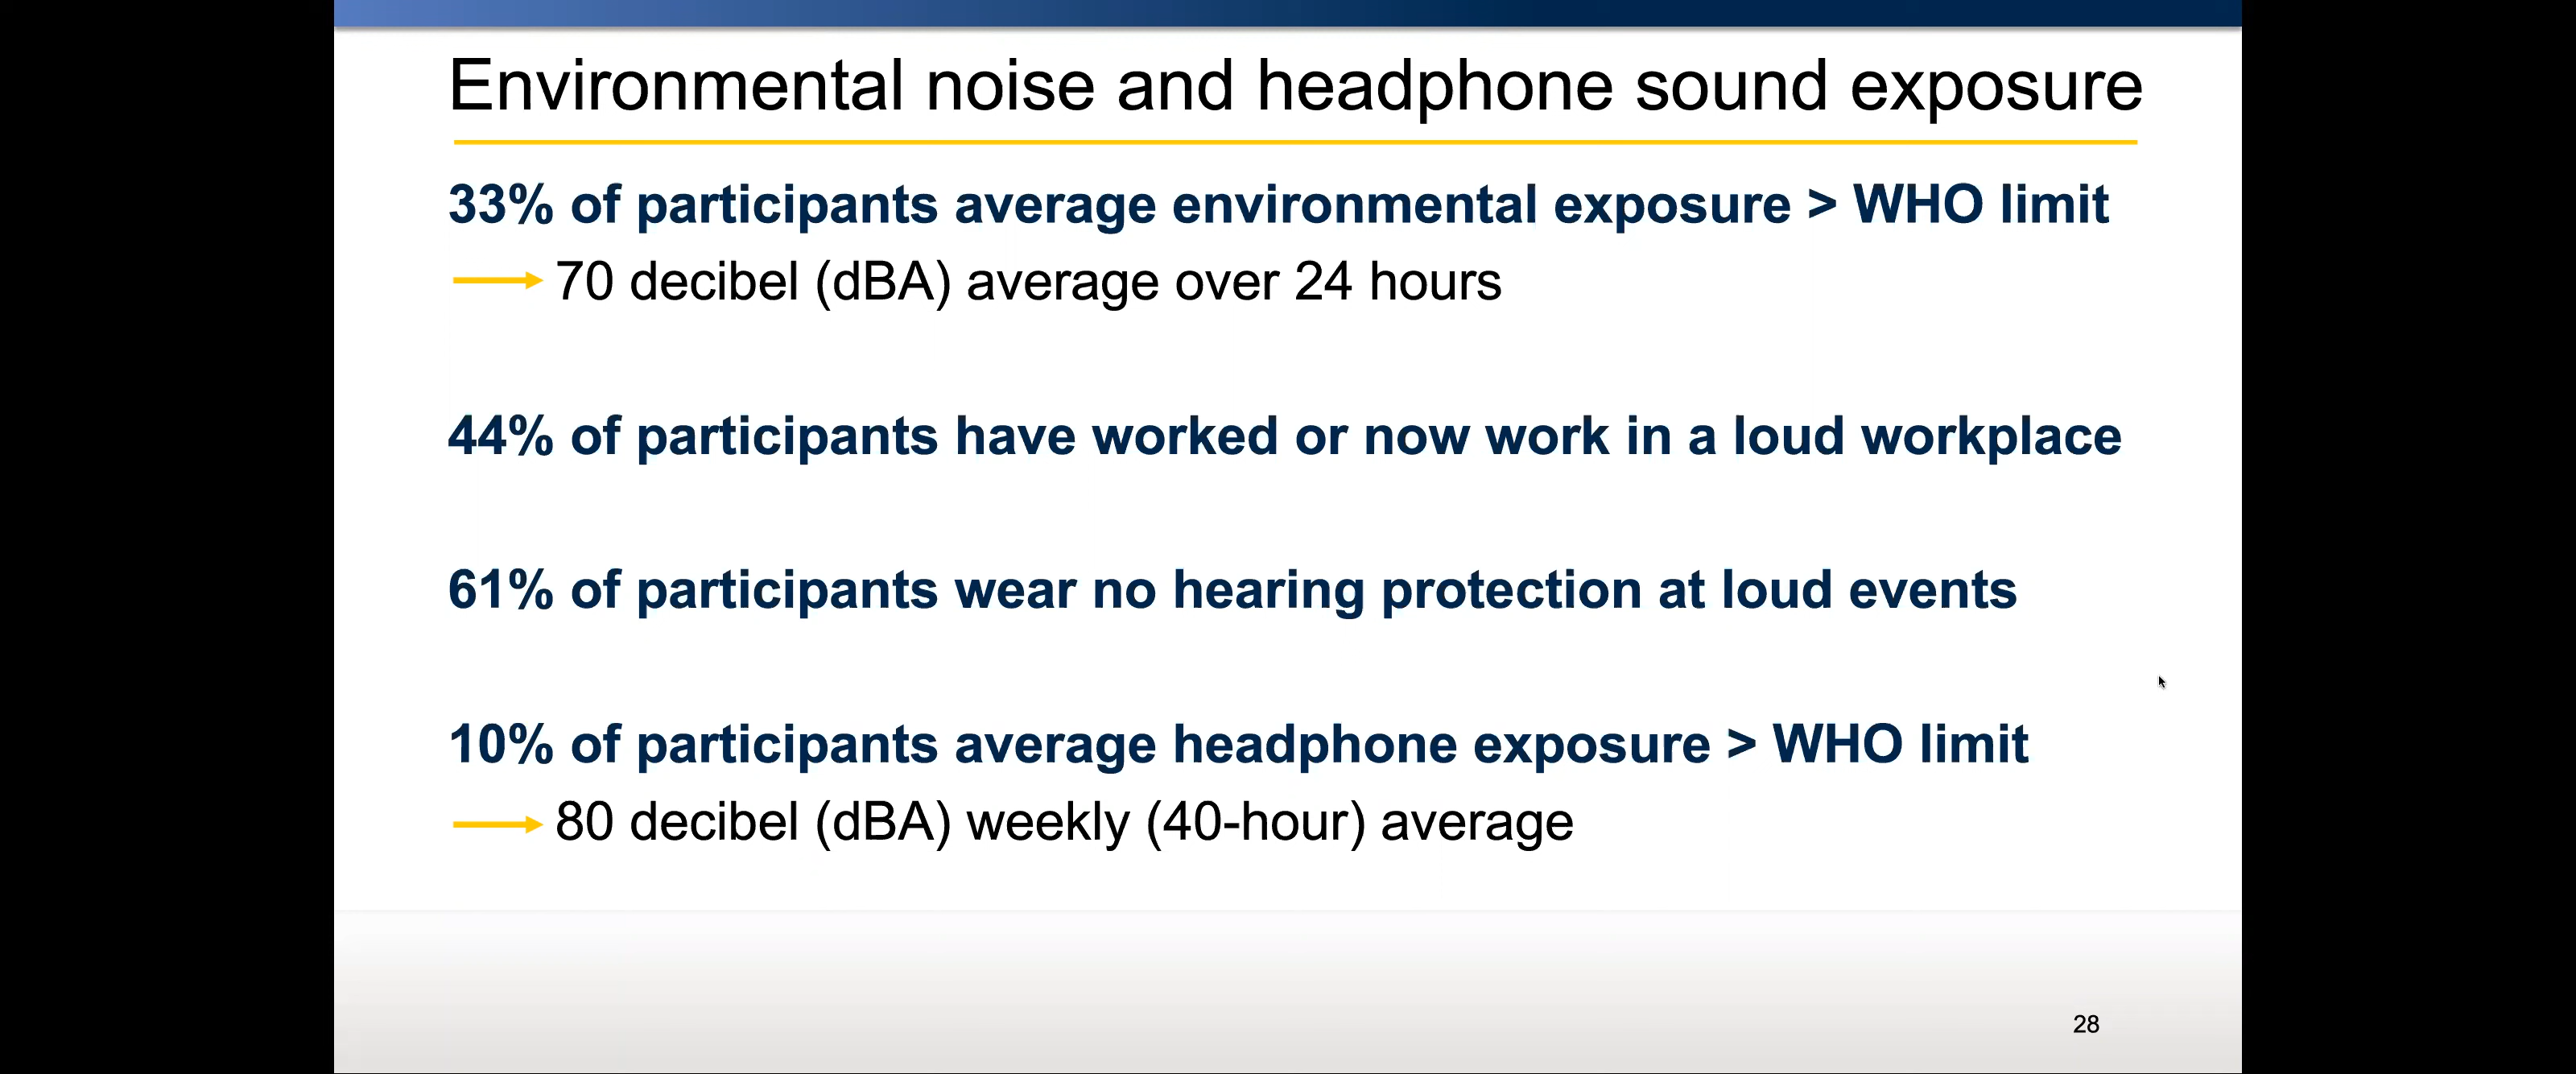 Environmental noise and headphone sound exposure
33% of participants average environmental exposure > WHO limit
70 decibel (dBA) average over 24 hours
44% of participants have worked or now work in a loud workplace
61% of participants wear no hearing protection at loud events
10% of participants average headphone exposure > WHO limit
80 decibel (dBA) weekly (40-hour) average
28